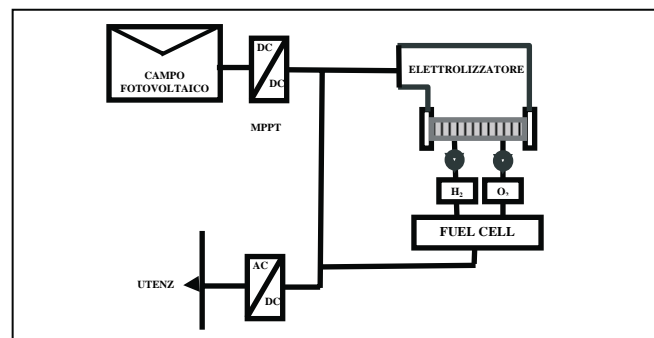 CAMPO
FOTOVOLTAICO
DC
DC
MPPT
ELETTROLIZZATORE
H₂
O₂
FUEL CELL
UTENZ
AC
DC